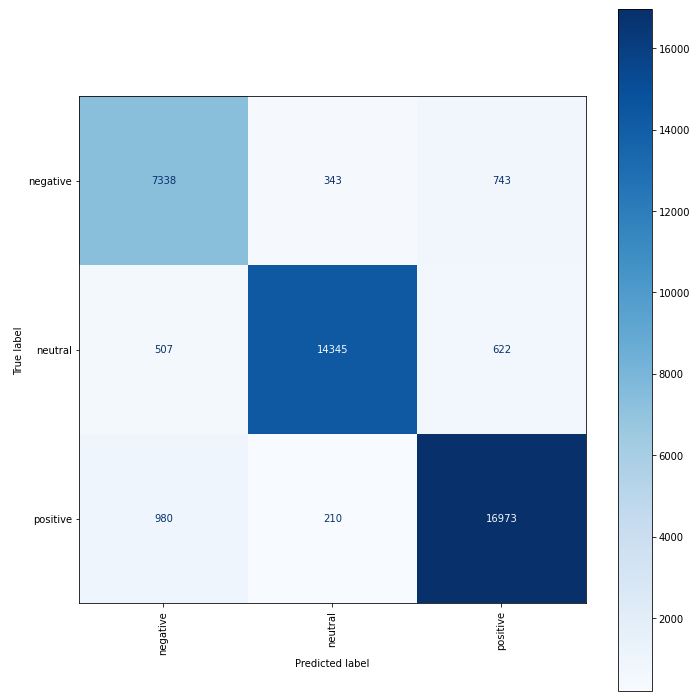 16000
14000
12000
10000
8000
6000
4000
2000
True label
negative
7338 343 743
neutral
507 14345 622
positive
980 210 16973
negative
neutral
positive
Predicted label